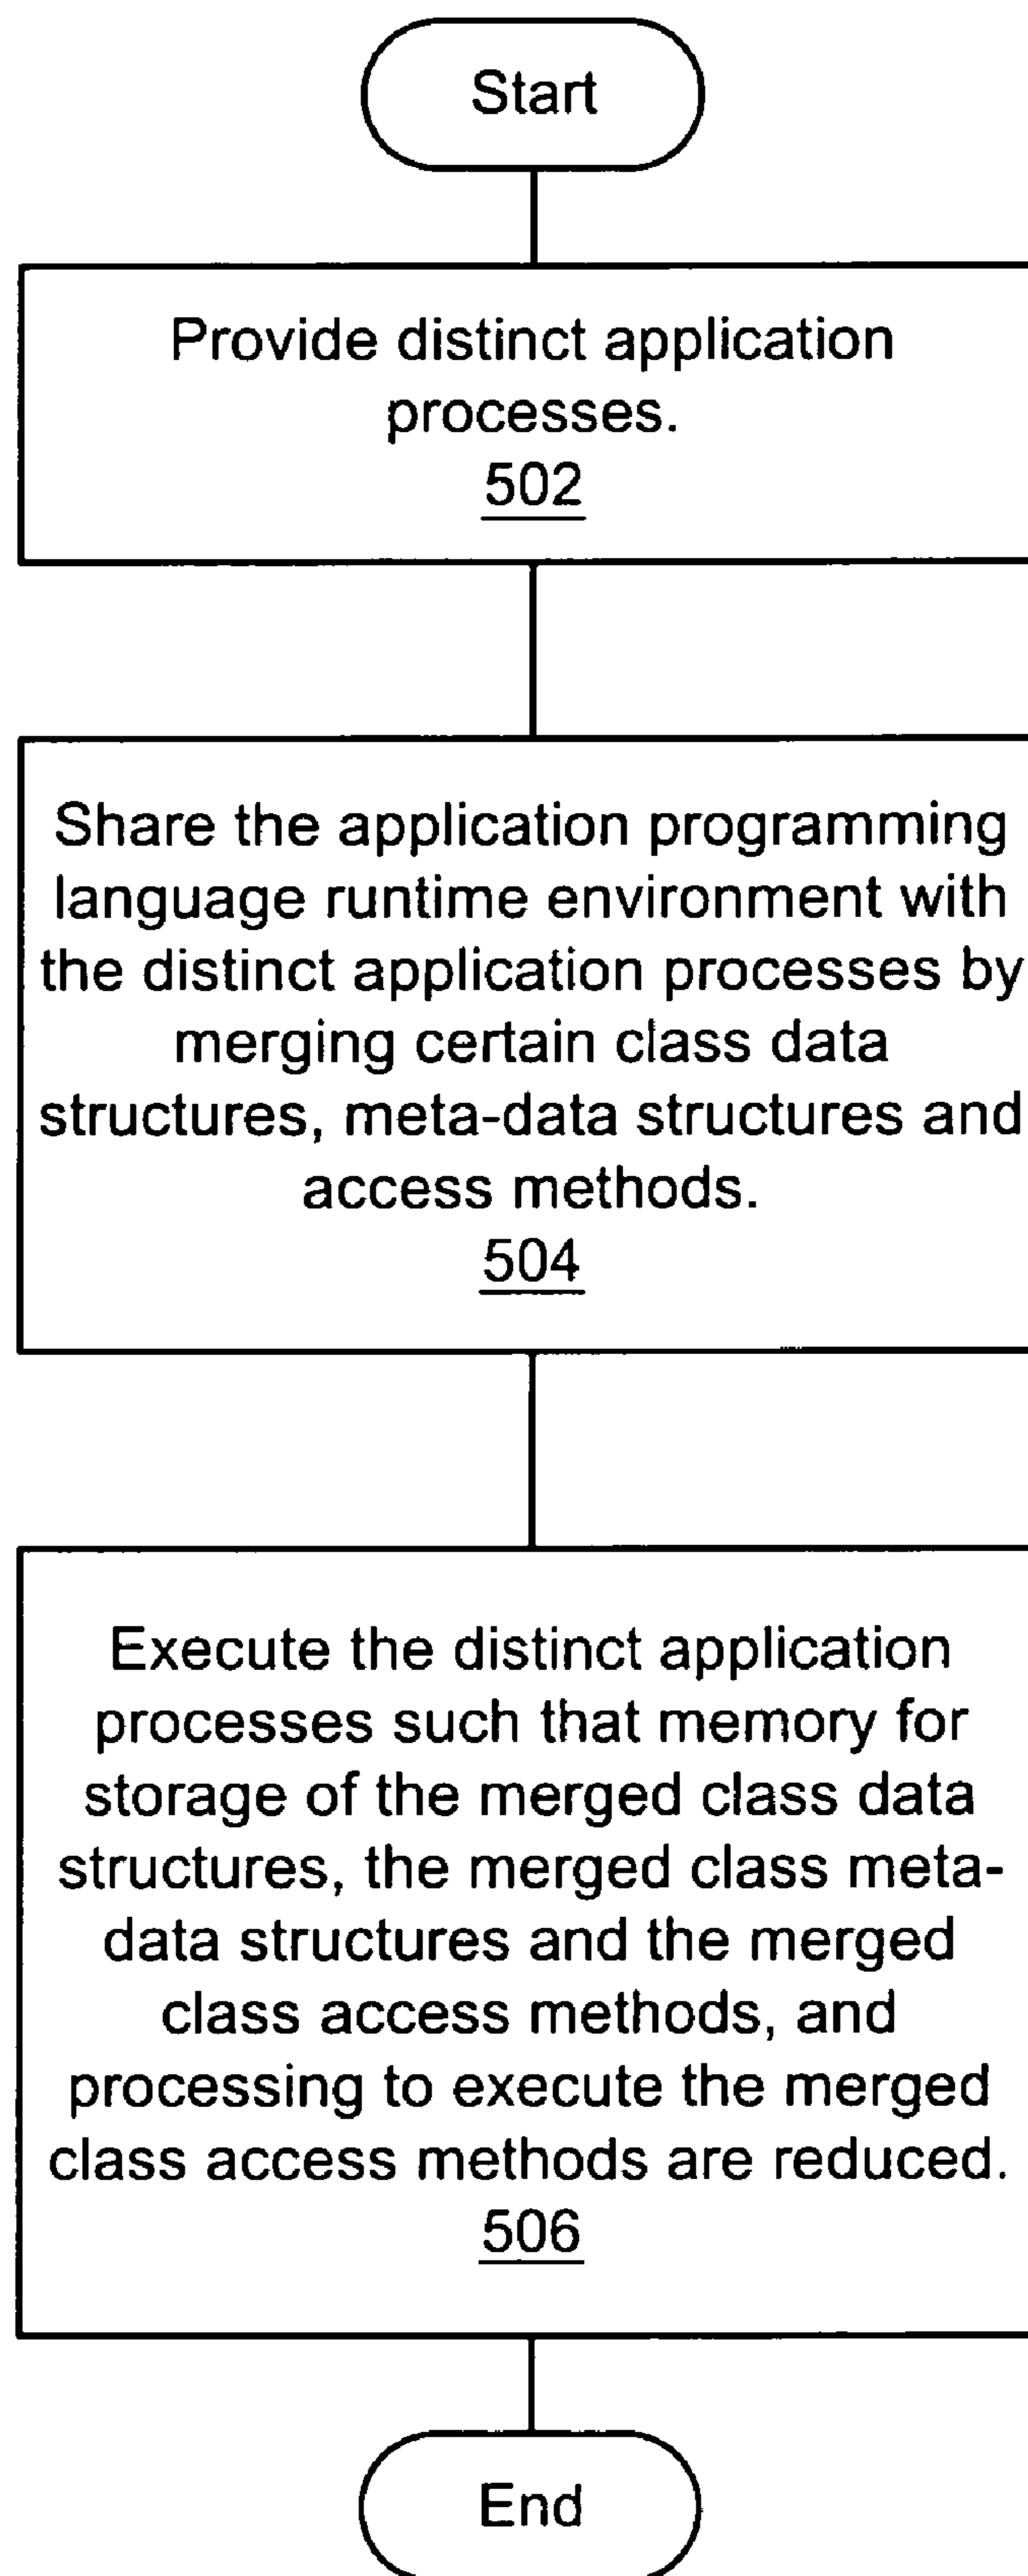 Start
Provide distinct application
processes.
502
Share the application programming
language runtime environment with
the distinct application processes by
merging certain class data
structures, meta-data structures and
access methods.
504
Execute the distinct application
processes such that memory for
storage of the merged class data
structures, the merged class meta-
data structures and the merged
class access methods, and
processing to execute the merged
class access methods are reduced.
506
End